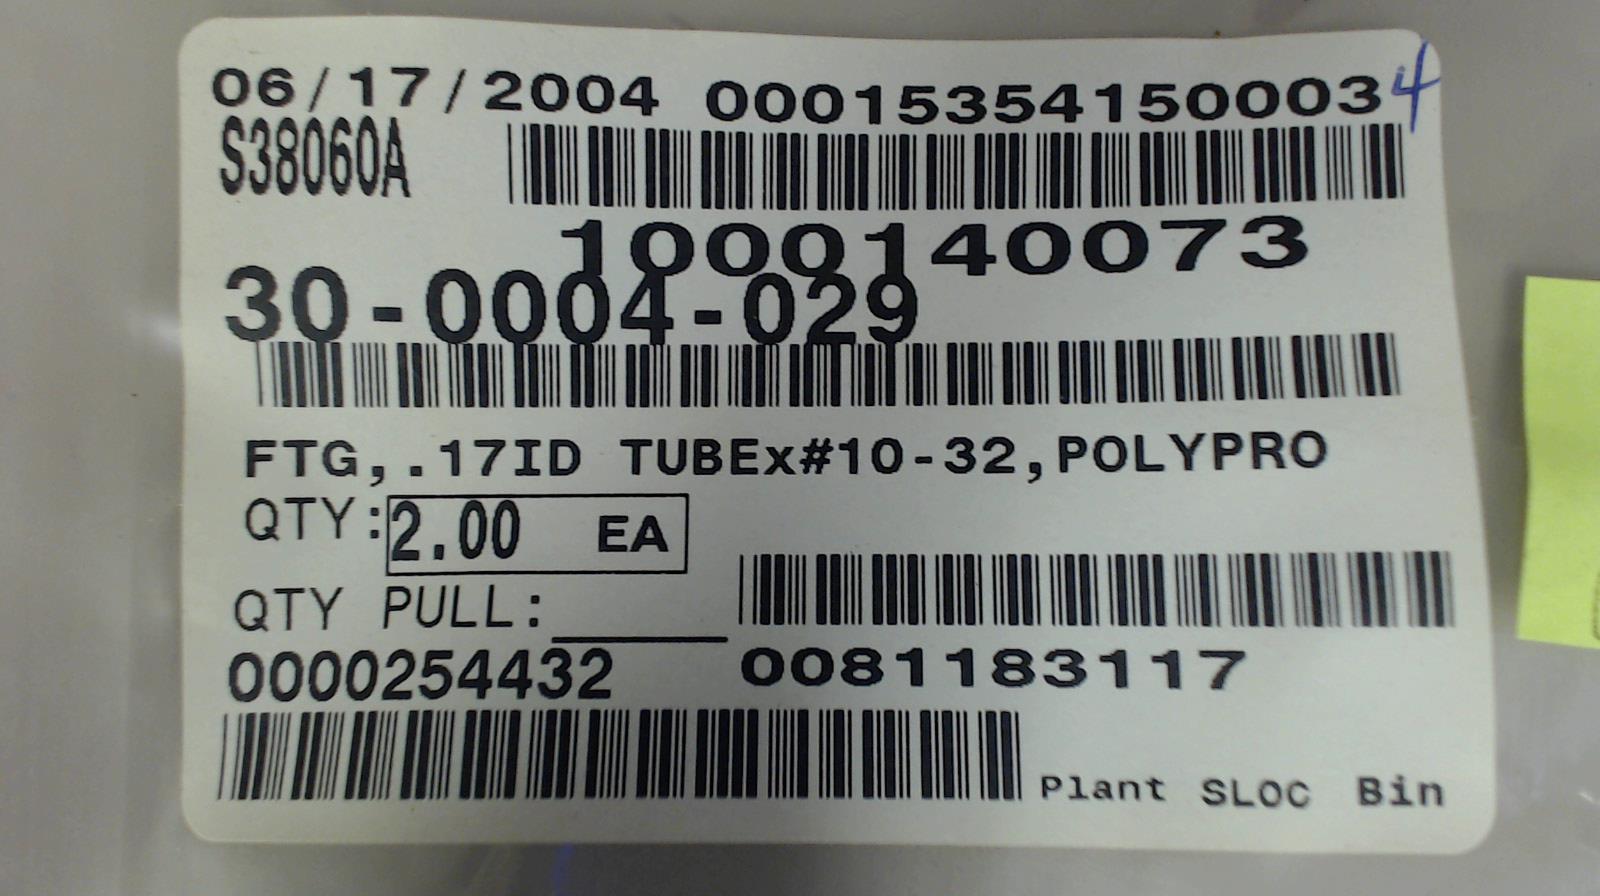 06/17/2004 000153541500034
S38060A
1000140073
30-0004-029
FTG,.17ID TUBEx#10-32,POLYPRO
QTY:2.00 EA
QTY PULL:
0000254432 0081183117
Plant SLOC Bin